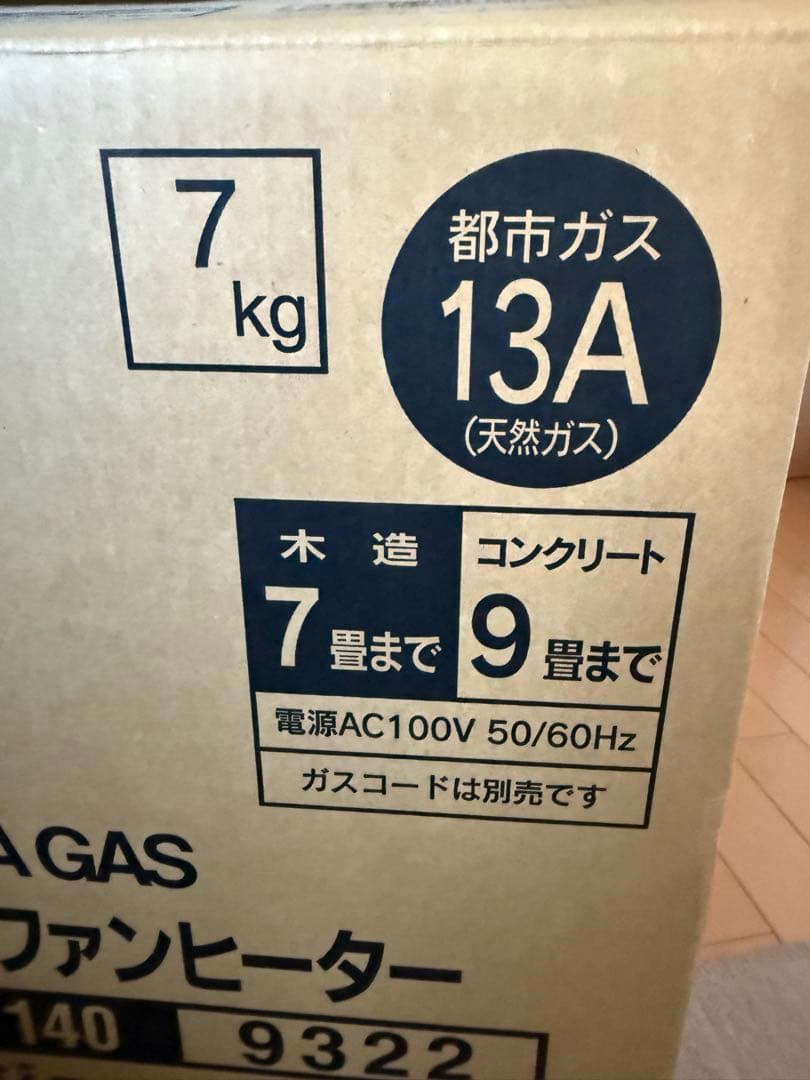 7
kg
都市ガス
13A
(天然ガス)
木造
7畳まで
コンクリート
9畳まで
電源AC100V 50/60Hz
ガスコードは別売です
A GAS
ファンヒーター
140
9322